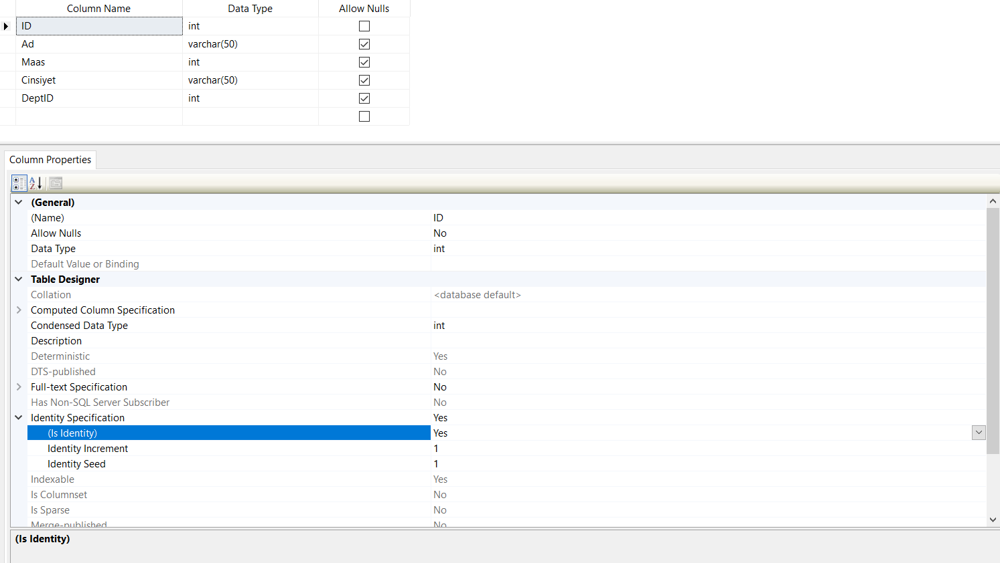 Column Name Data Type Allow Nulls
ID int
Ad varchar(50)
Maas int
Cinsiyet varchar(50)
DeptID int
Column Properties
(General)
(Name) ID
Allow Nulls No
Data Type int
Default Value or Binding
Table Designer
Collation <database default>
Computed Column Specification
Condensed Data Type int
Description
Deterministic Yes
DTS-published No
Full-text Specification No
Has Non-SQL Server Subscriber No
Identity Specification Yes
(Is Identity) Yes
Identity Increment 1
Identity Seed 1
Indexable Yes
Is Columnset No
Is Sparse No
Merge-published No
(Is Identity)